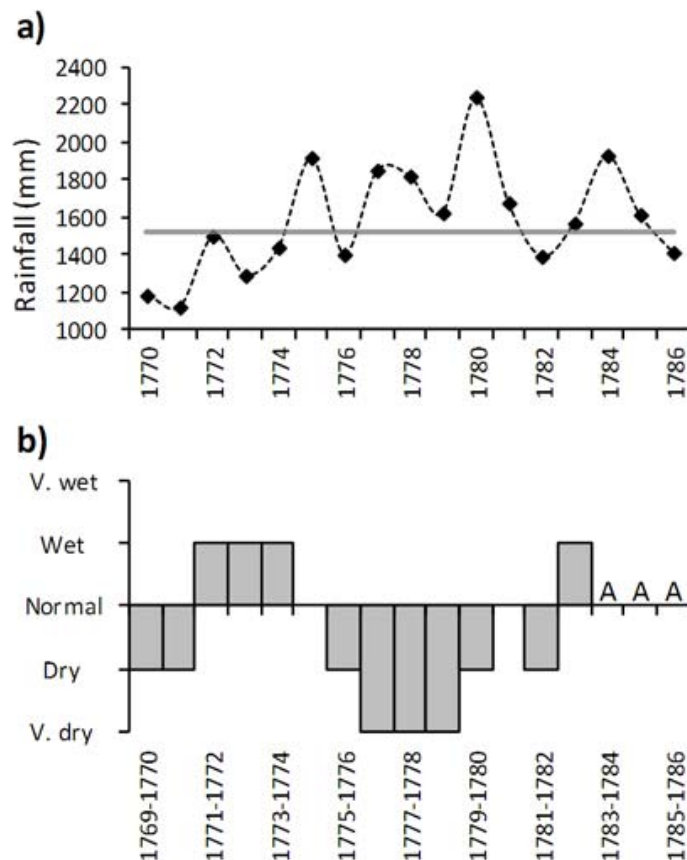 a)
2400
2200
2000
1800
1600
1400
1200
1000
Rainfall (mm)
1770
1772
1774
1776
1778
1780
1782
1784
1786
b)
V. wet
Wet
Normal
Dry
V. dry
A A A
1769-1770
1771-1772
1773-1774
1775-1776
1777-1778
1779-1780
1781-1782
1783-1784
1785-1786